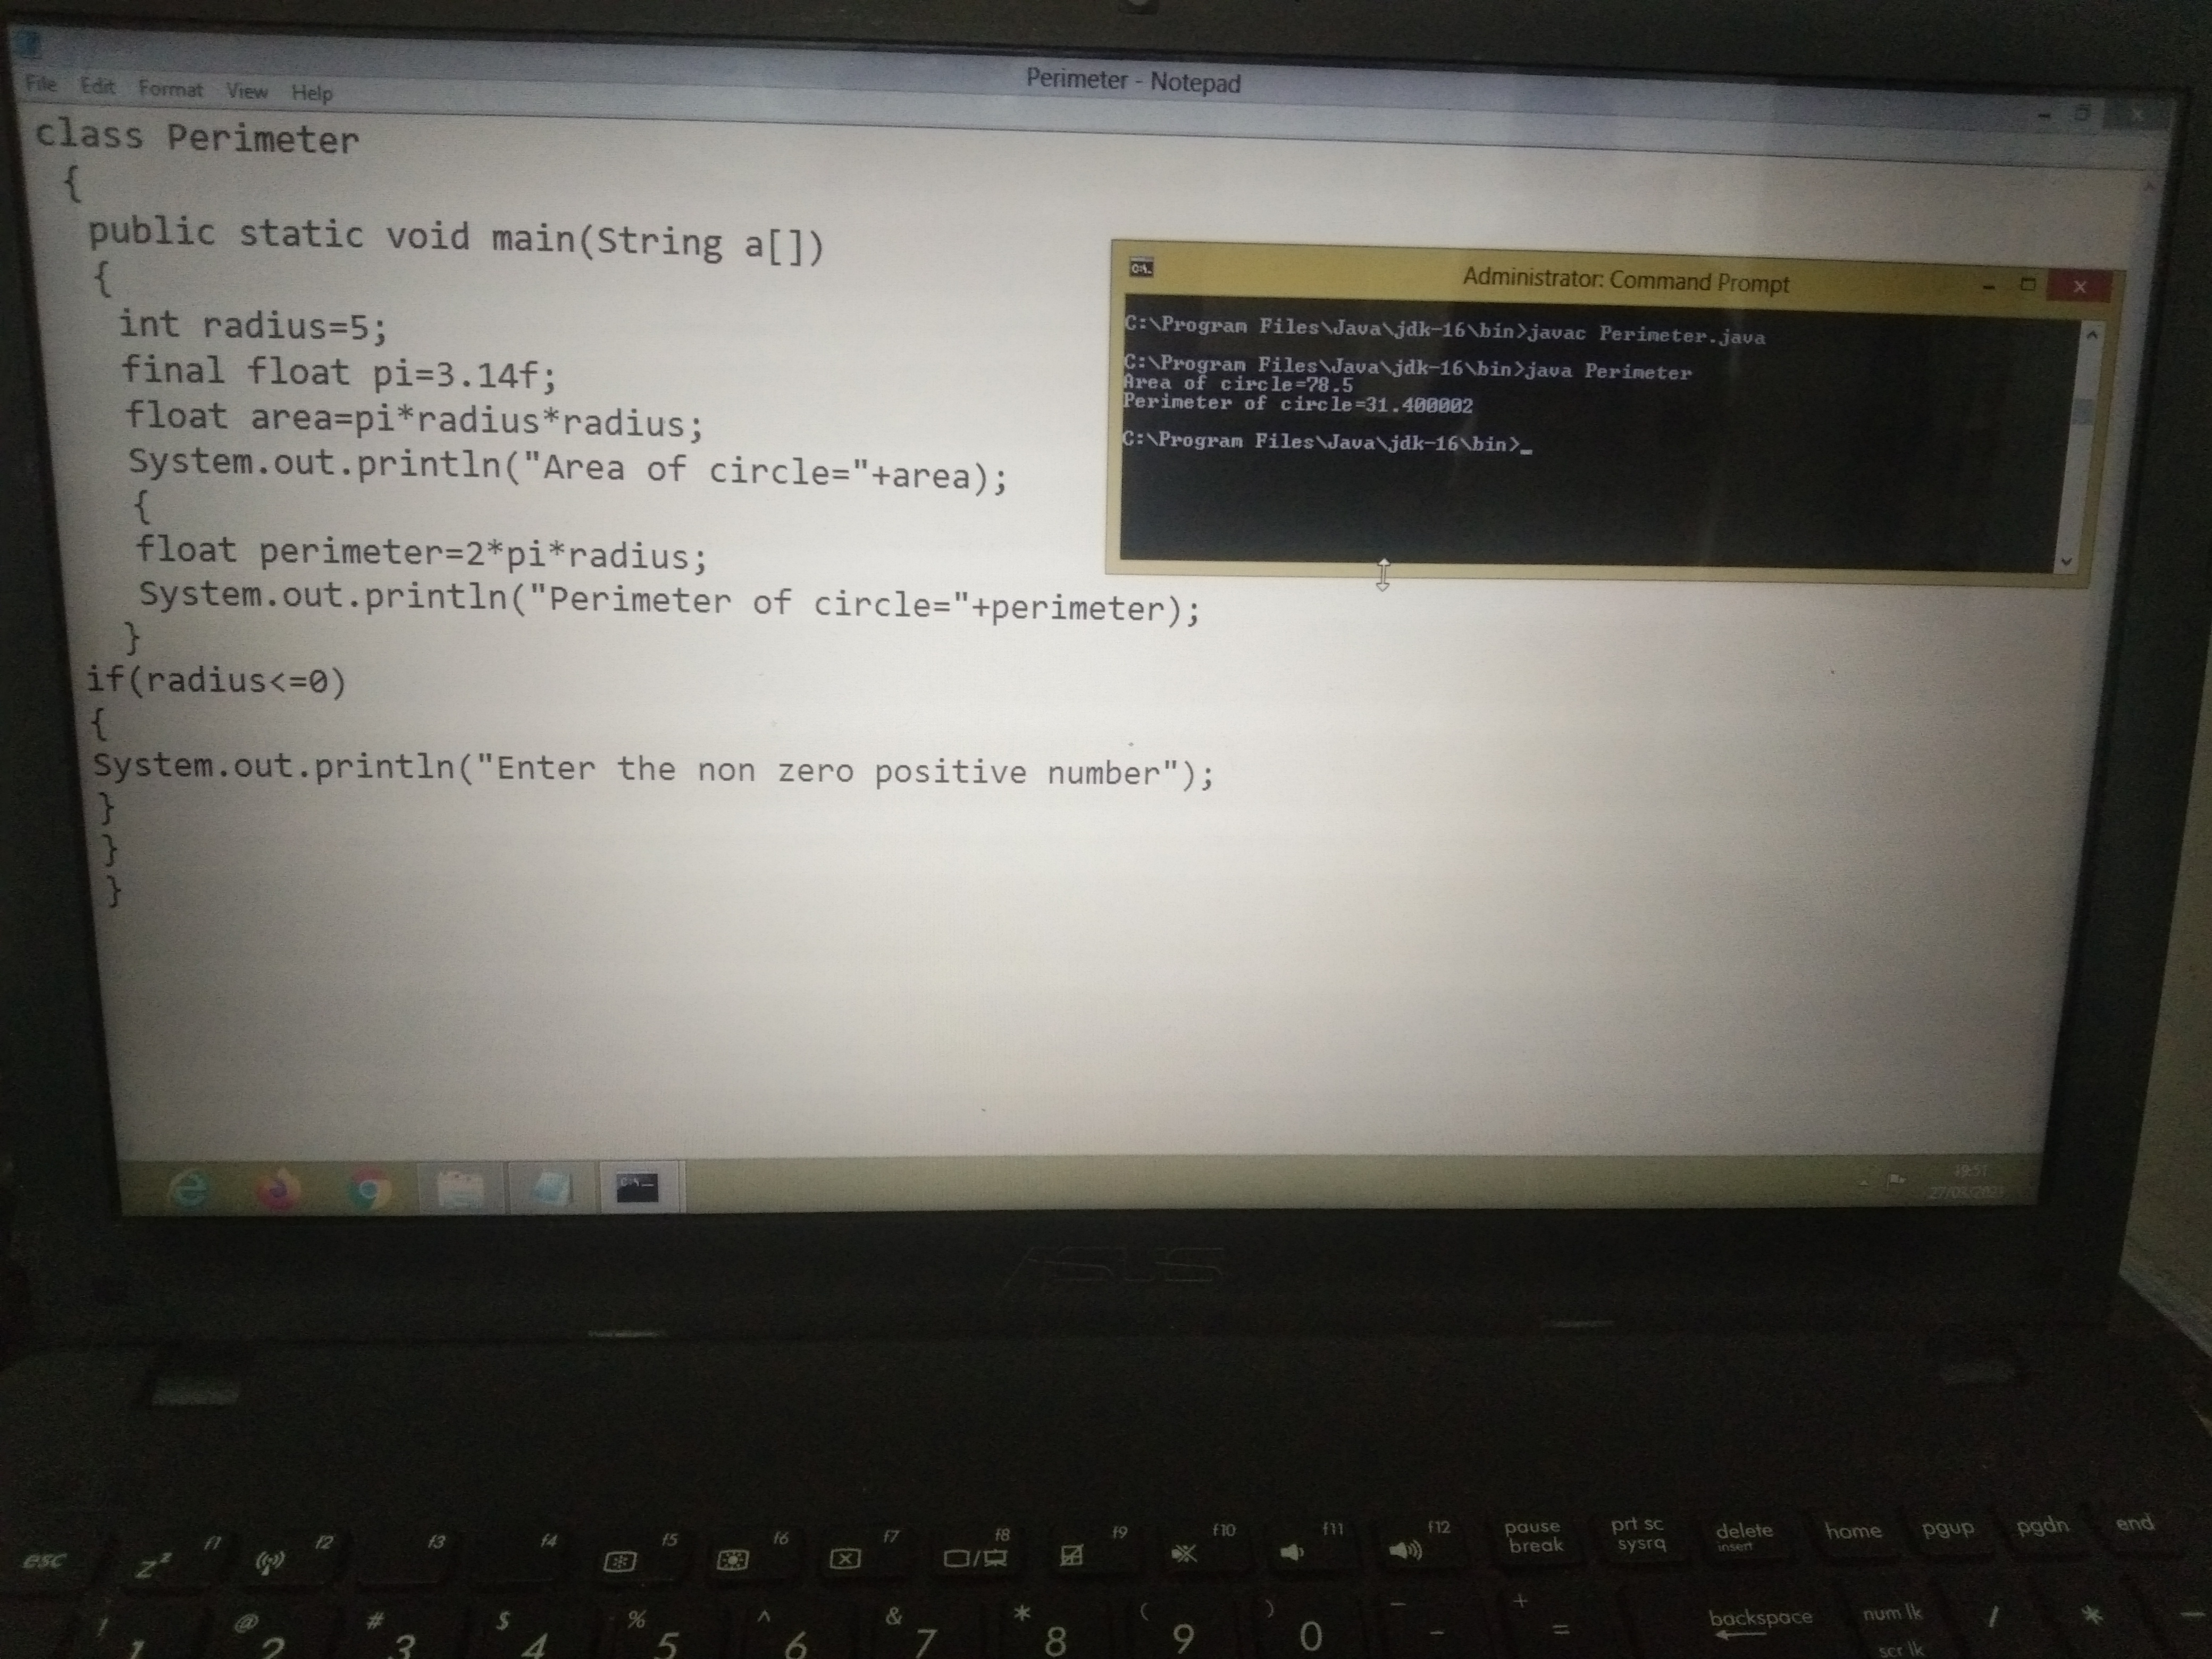 Perimeter - Notepad
File Edit Format View Help
class Perimeter
{
public static void main(String a[])
{
int radius=5;
final float pi=3.14f;
float area=pi*radius*radius;
System.out.println("Area of circle="+area);
{
float perimeter=2*pi*radius;
System.out.println("Perimeter of circle="+perimeter);
}
if(radius<=0)
{
System.out.println("Enter the non zero positive number");
}
}
}
Administrator: Command Prompt
C:\Program Files\Java\jdk-16\bin>javac Perimeter.java
C:\Program Files\Java\jdk-16\bin>java Perimeter
Area of circle=78.5
Perimeter of circle=31.400002
C:\Program Files\Java\jdk-16\bin>_
19:51
ASUS
esc f1 f2 f3 f4 f5 f6 f7 f8 f9 f10 f11 f12 pause break prt sc sysrq delete insert home pgup pgdn end
! 1 @ 2 # 3 $ 4 % 5 ^ 6 & 7 * 8 ( 9 ) 0 _ - + = backspace num lk scr lk / * -